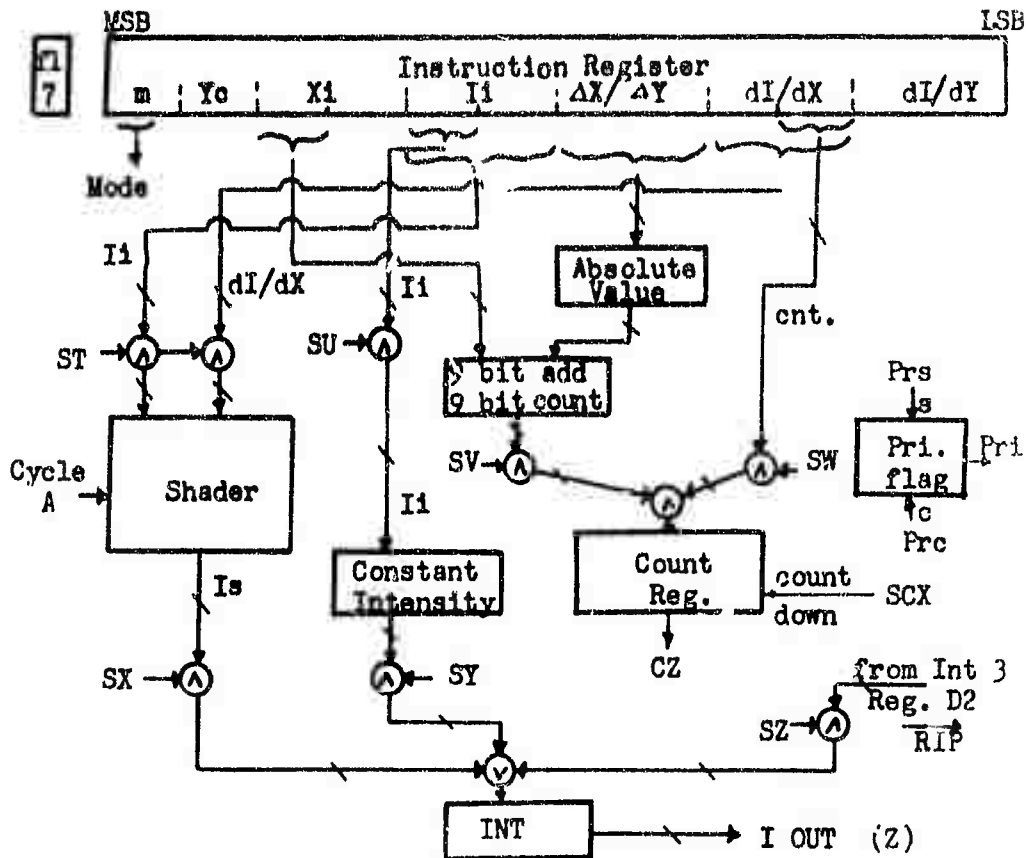 MSB LSB
Instruction Register
7
m Yc Xi Ii ΔX/ΔY dI/dX dI/dY
Mode
Ii
dI/dX
Ii
Absolute
Value
cnt.
ST
SU
bit add
9 bit count
Prs
s
Pri.
flag
Pri
c
Prc
SV
SW
Cycle
A
Shader
Ii
Is
Constant
Intensity
Count
Reg.
count
down
SCX
CZ
SX
SY
from Int 3
Reg. D2
SZ
RIP
INT
I OUT (Z)